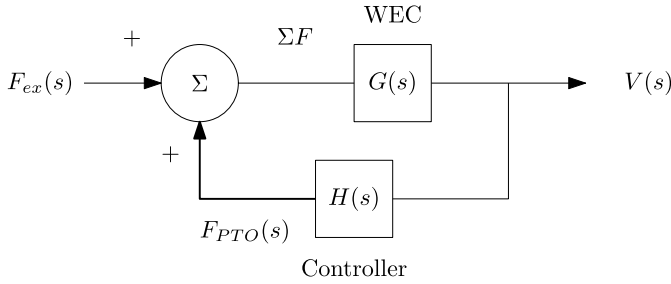 WEC
+
ΣF
F_{ex}(s)
Σ
G(s)
V(s)
+
H(s)
F_{PTO}(s)
Controller